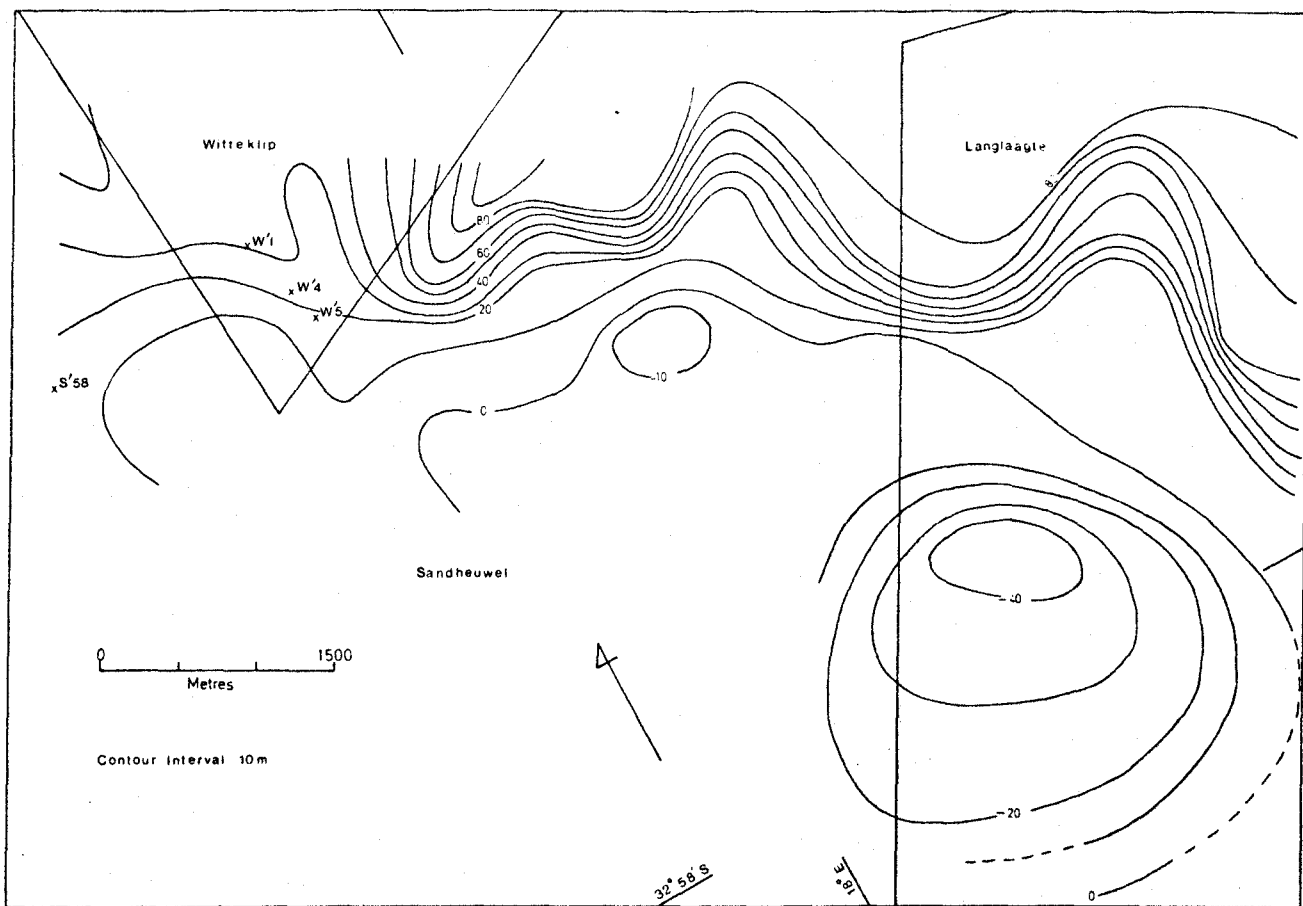 Witteklip
Langlaagte
W'1
80
60
W'4
40
20
W'5
-10
S'58
0
-40
Sandheuwel
0 1500
Metres
Contour Interval 10m
-20
32° 58' S
18° E
0